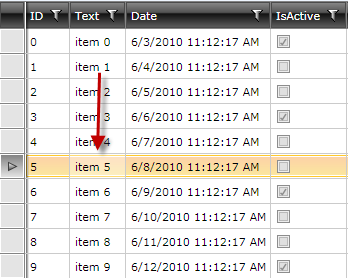 ID Text Date IsActive
0 item 0 6/3/2010 11:12:17 AM
1 item 1 6/4/2010 11:12:17 AM
2 item 2 6/5/2010 11:12:17 AM
3 item 3 6/6/2010 11:12:17 AM
4 item 4 6/7/2010 11:12:17 AM
5 item 5 6/8/2010 11:12:17 AM
6 item 6 6/9/2010 11:12:17 AM
7 item 7 6/10/2010 11:12:17 AM
8 item 8 6/11/2010 11:12:17 AM
9 item 9 6/12/2010 11:12:17 AM